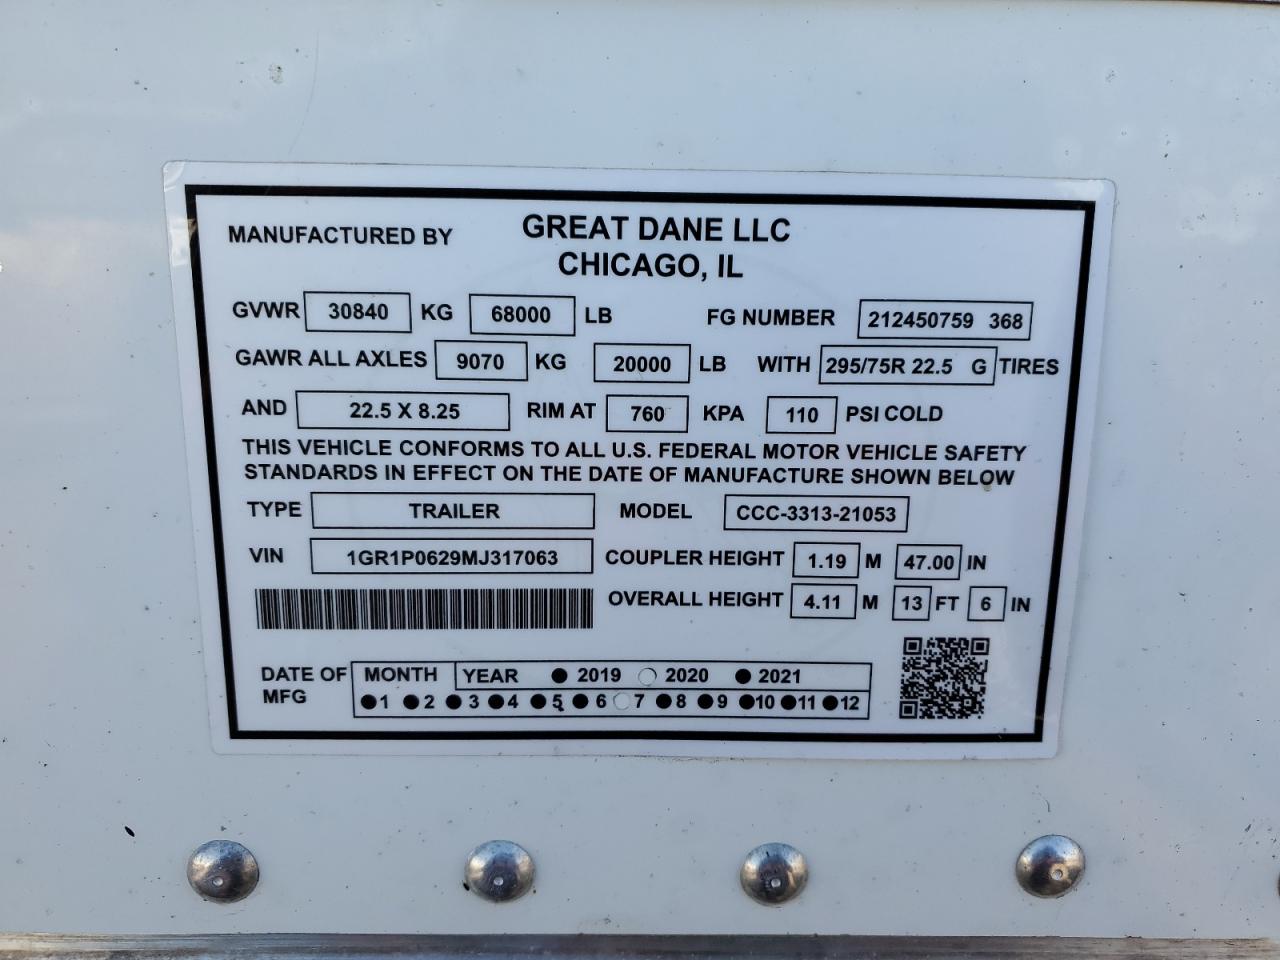 MANUFACTURED BY GREAT DANE LLC
CHICAGO, IL
GVWR 30840 KG 68000 LB FG NUMBER 212450759 368
GAWR ALL AXLES 9070 KG 20000 LB WITH 295/75R 22.5 G TIRES
AND 22.5 X 8.25 RIM AT 760 KPA 110 PSI COLD
THIS VEHICLE CONFORMS TO ALL U.S. FEDERAL MOTOR VEHICLE SAFETY
STANDARDS IN EFFECT ON THE DATE OF MANUFACTURE SHOWN BELOW
TYPE TRAILER MODEL CCC-3313-21053
VIN 1GR1P0629MJ317063 COUPLER HEIGHT 1.19 M 47.00 IN
OVERALL HEIGHT 4.11 M 13 FT 6 IN
DATE OF MFG MONTH YEAR 2019 2020 2021
1 2 3 4 5 6 7 8 9 10 11 12